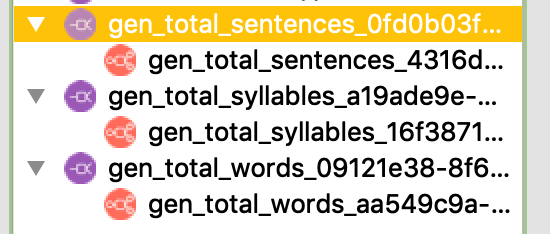 gen_total_sentences_0fd0b03f...
gen_total_sentences_4316d...
gen_total_syllables_a19ade9e-...
gen_total_syllables_16f3871...
gen_total_words_09121e38-8f6...
gen_total_words_aa549c9a-...